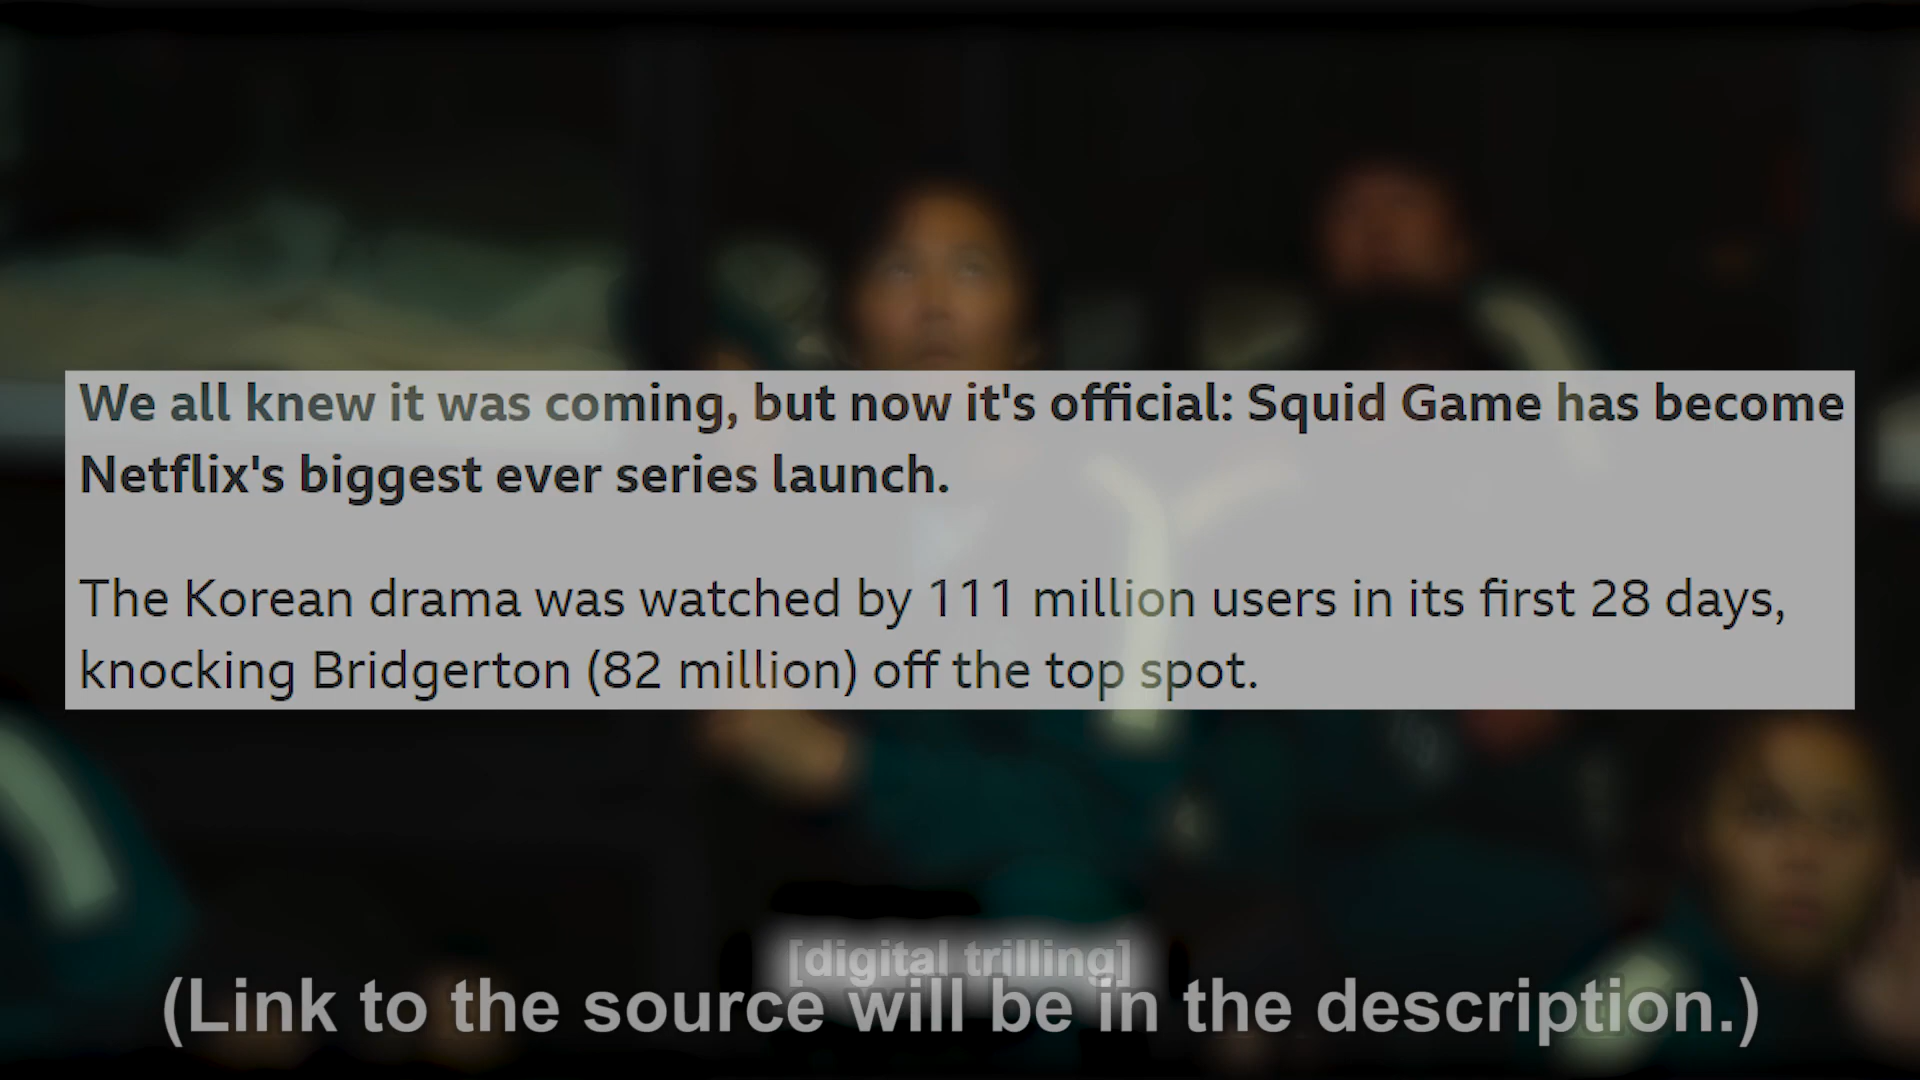 We all knew it was coming, but now it's official: Squid Game has become
Netflix's biggest ever series launch.
The Korean drama was watched by 111 million users in its first 28 days,
knocking Bridgerton (82 million) off the top spot.
[digital trilling]
(Link to the source will be in the description.)